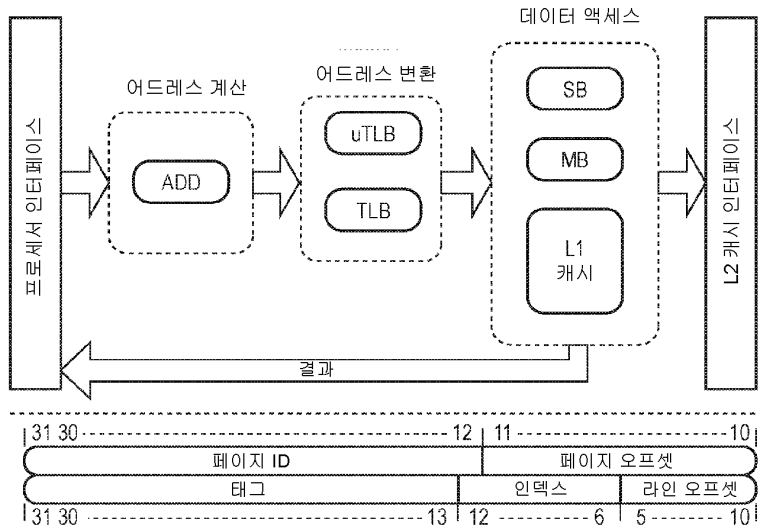 데이터 액세스
어드레스 변환
어드레스 계산
프로세서 인터페이스
ADD
uTLB
TLB
SB
MB
L1
캐시
L2 캐시 인터페이스
결과
31 30 12 11 10
페이지 ID 페이지 오프셋
태그 인덱스 라인 오프셋
31 30 13 12 6 5 10